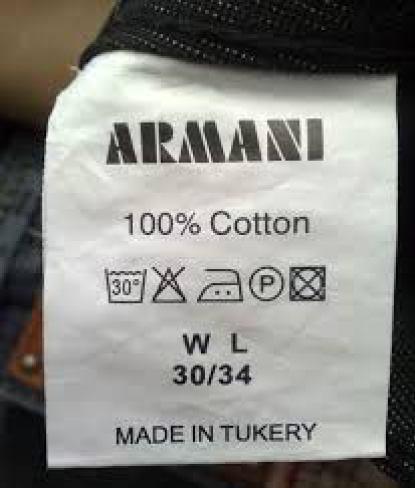 ARMANI
100% Cotton
30° P
W L
30/34
MADE IN TUKERY